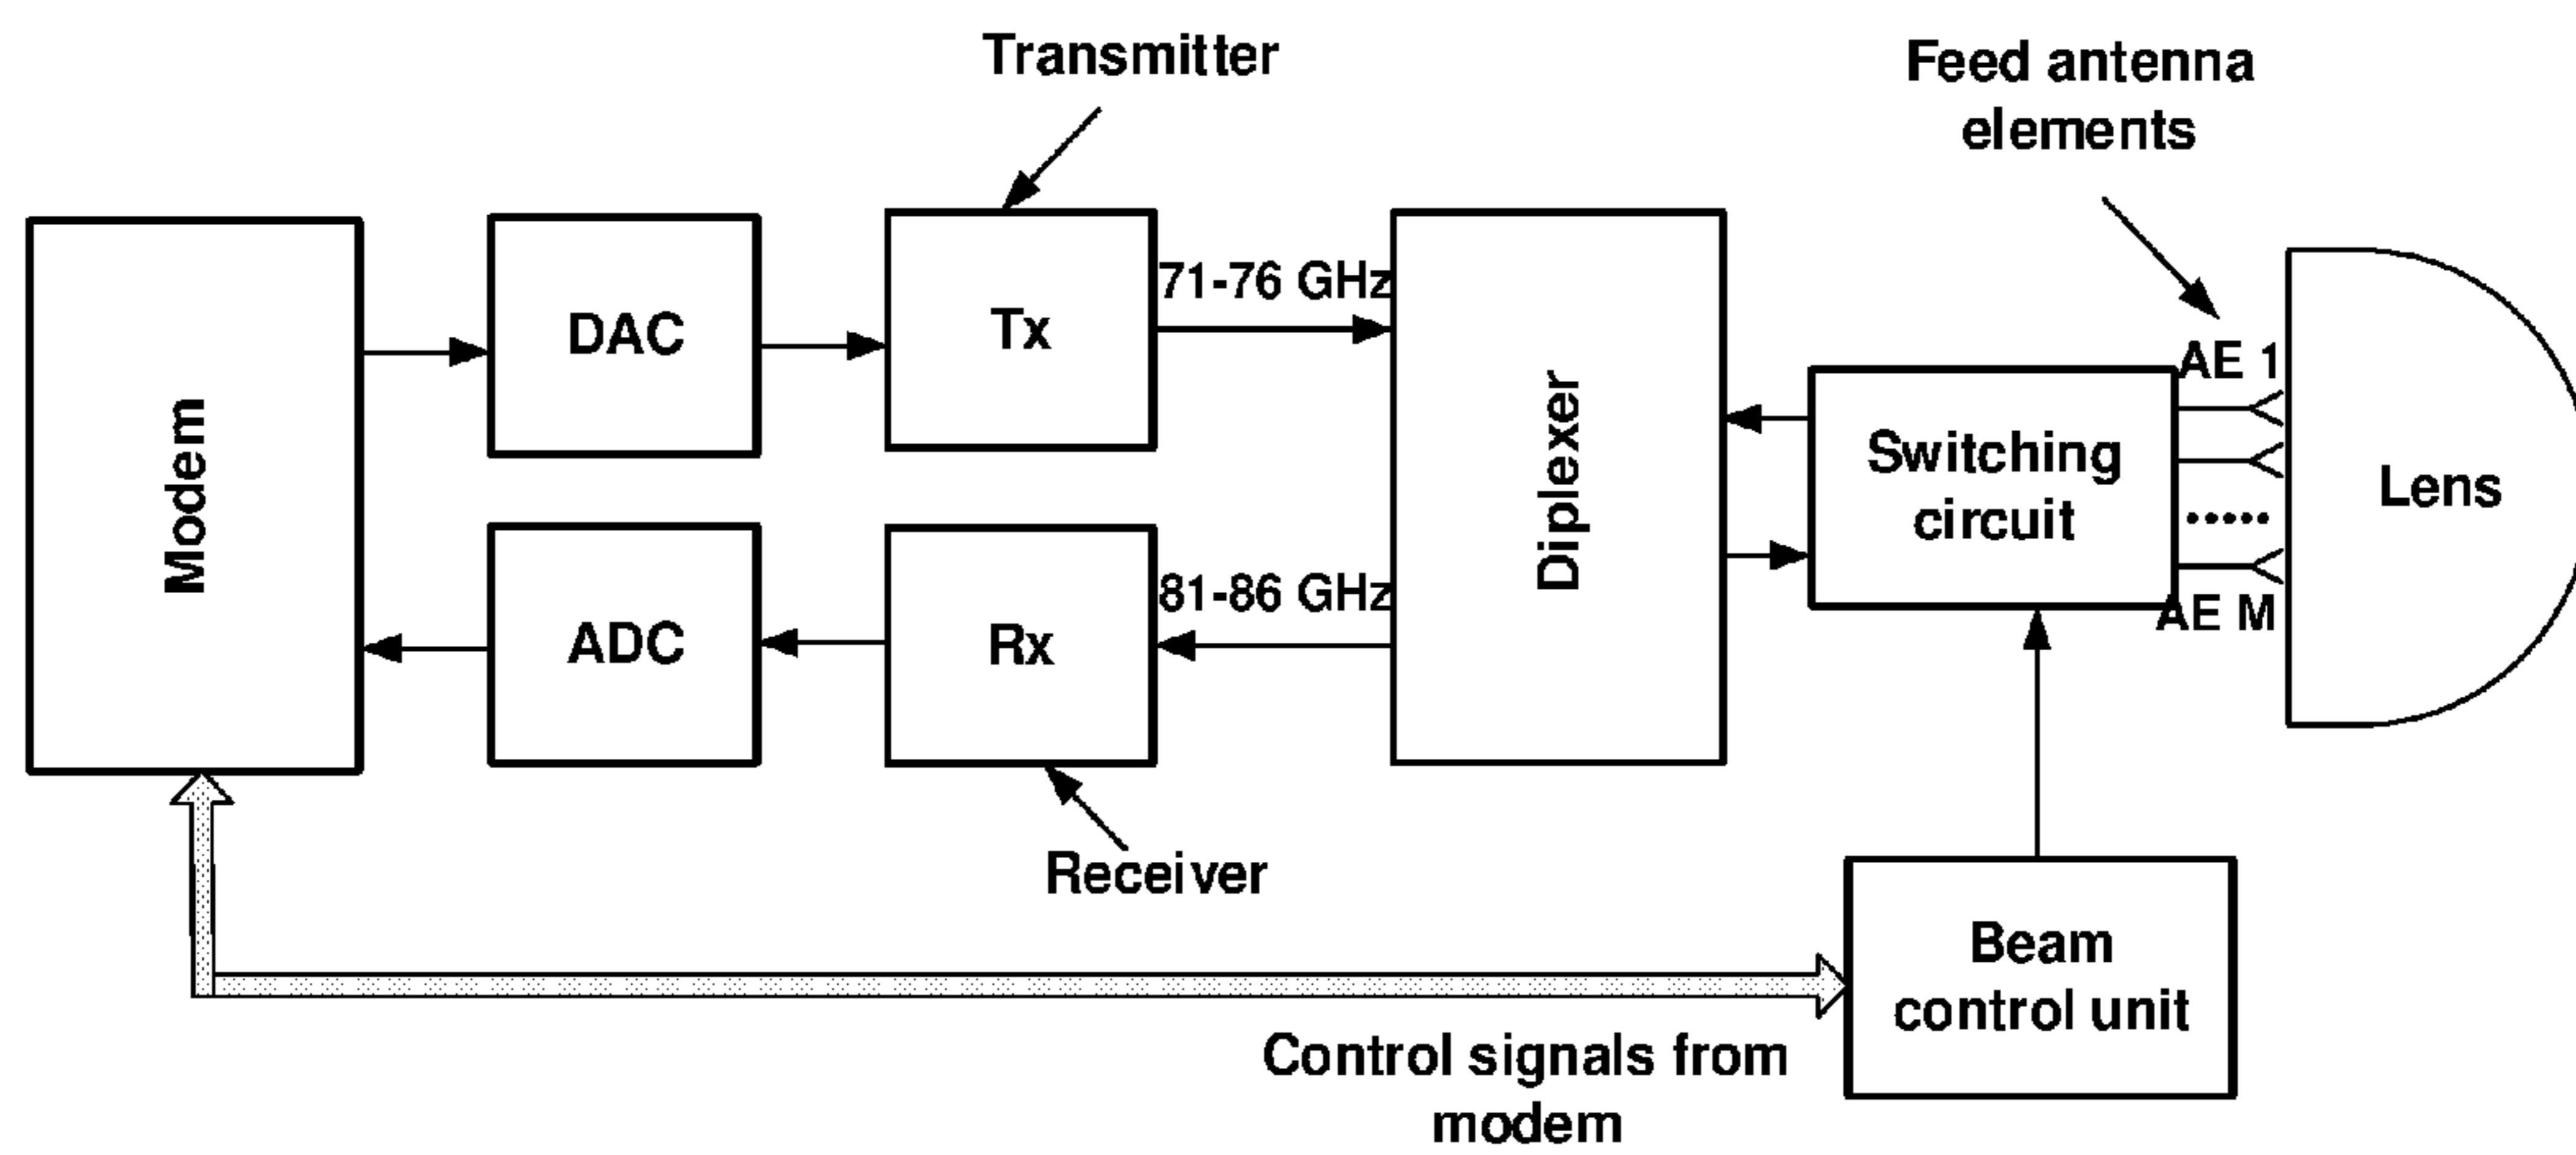 Transmitter
Feed antenna
elements
Modem
DAC
Tx
71-76 GHz
Diplexer
AE 1
Switching
circuit
Lens
AE M
ADC
Rx
81-86 GHz
Receiver
Beam
control unit
Control signals from
modem